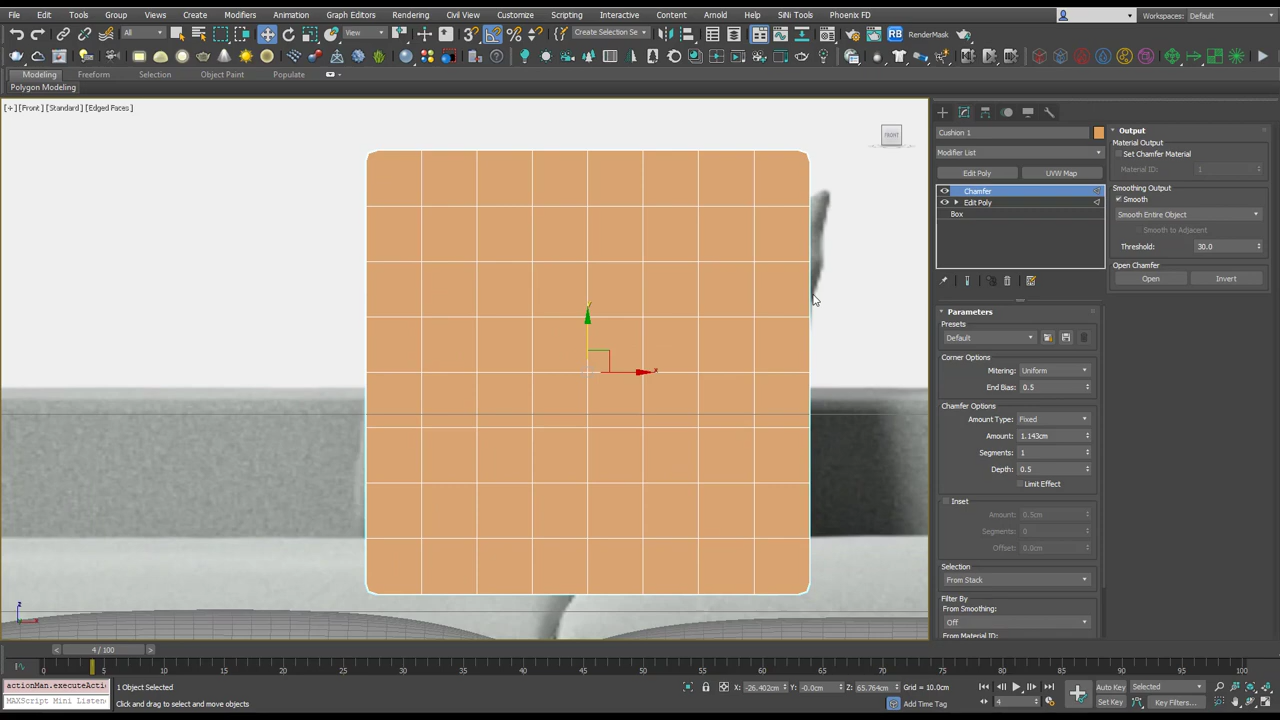 File Edit Tools Group Views Create Modifiers Animation Graph Editors Rendering Civil View Customize Scripting Interactive Content Arnold Help SiNi Tools Phoenix FD Workspaces: Default
All View Create Selection Se RB RenderMask
Modeling Freeform Selection Object Paint Populate
Polygon Modeling
[+] [Front] [Standard] [Edged Faces]
FRONT
y
x
z
x
Cushion 1
Modifier List
Edit Poly UVW Map
Chamfer
Edit Poly
Box
Parameters
Presets
Default
Corner Options
Mitering: Uniform
End Bias: 0.5
Chamfer Options
Amount Type: Fixed
Amount: 1.143cm
Segments: 1
Depth: 0.5
Limit Effect
Inset
Amount: 0.5cm
Segments: 0
Offset: 0.0cm
Selection
From Stack
Filter By
From Smoothing:
Off
From Material ID:
Output
Material Output
Set Chamfer Material
Material ID: 1
Smoothing Output
Smooth
Smooth Entire Object
Smooth to Adjacent
Threshold: 30.0
Open Chamfer
Open Invert
< 4 / 100 >
0 5 10 15 20 25 30 35 40 45 50 55 60 65 70 75 80 85 90 95 100
actionMan.executeActi 1 Object Selected X: -26.402cm Y: -0.0cm Z: 65.764cm Grid = 10.0cm Auto Key Selected
MAXScript Mini Listen Click and drag to select and move objects Add Time Tag 4 Set Key Key Filters...